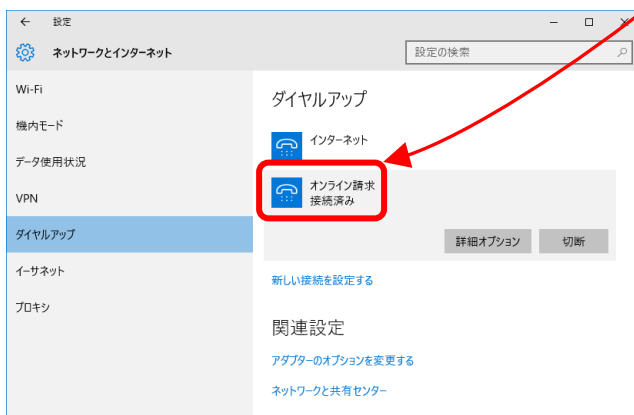 設定
ネットワークとインターネット
設定の検索
Wi-Fi
機内モード
データ使用状況
VPN
ダイヤルアップ
イーサネット
プロキシ
ダイヤルアップ
インターネット
オンライン請求
接続済み
詳細オプション
切断
新しい接続を設定する
関連設定
アダプターのオプションを変更する
ネットワークと共有センター